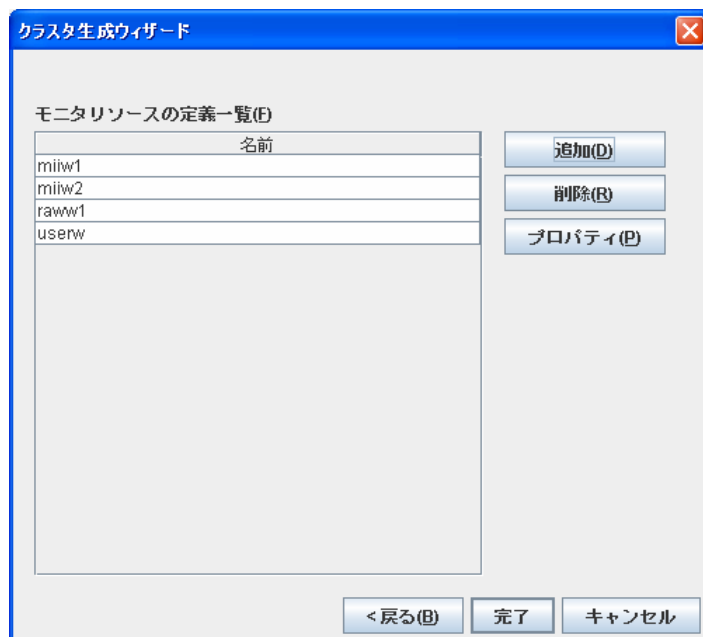 クラスタ生成ウィザード
モニタリソースの定義一覧(F)
名前
miiw1
miiw2
raww1
userw
追加(D)
削除(R)
プロパティ(P)
<戻る(B)
完了
キャンセル